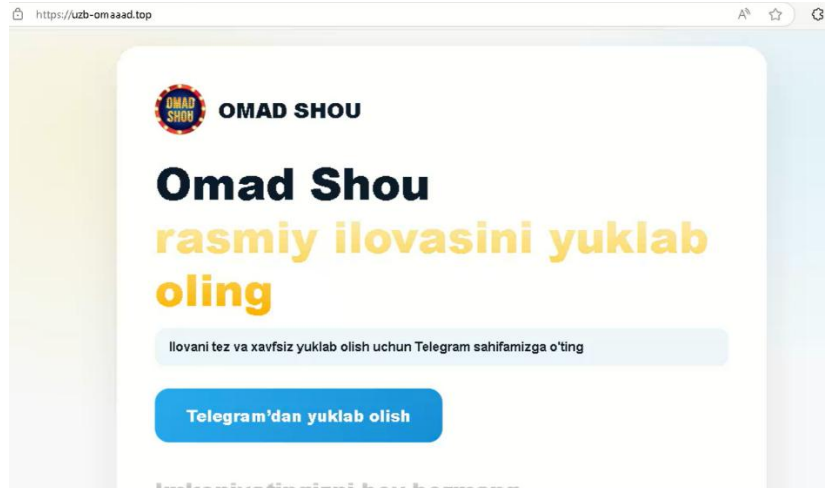 https://uzb-omaaad.top
OMAD SHOU
OMAD SHOU
Omad Shou
rasmiy ilovasini yuklab
oling
Ilovani tez va xavfsiz yuklab olish uchun Telegram sahifamizga o'ting
Telegram'dan yuklab olish